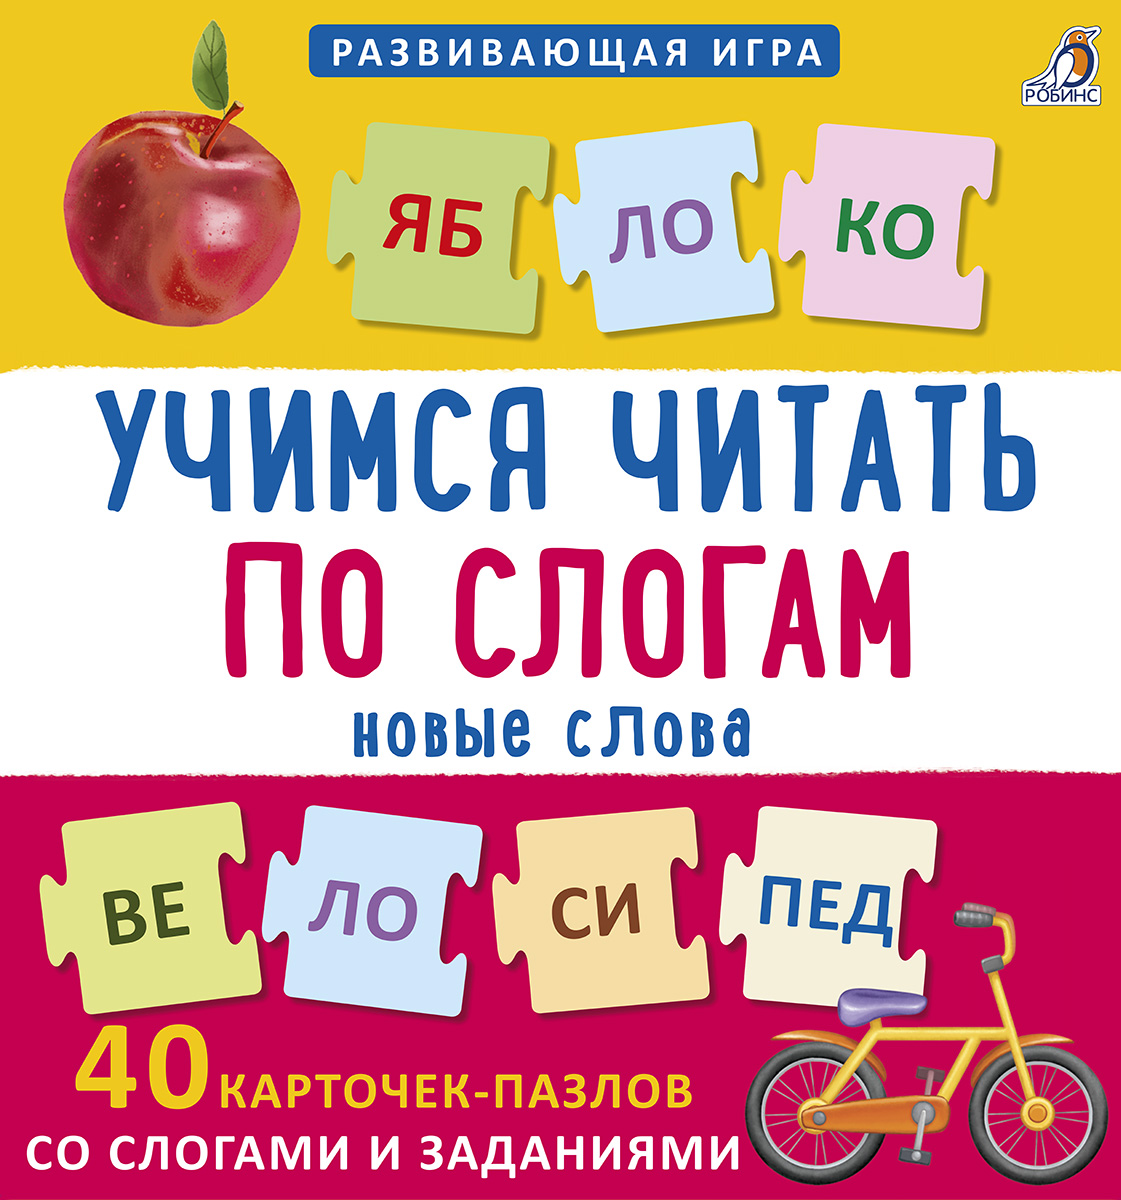 РАЗВИВАЮЩАЯ ИГРА
РОБИНС
ЯБ ЛО КО
УЧИМСЯ ЧИТАТЬ
ПО СЛОГАМ
новые слова
ВЕ ЛО СИ ПЕД
40 КАРТОЧЕК-ПАЗЛОВ
СО СЛОГАМИ И ЗАДАНИЯМИ